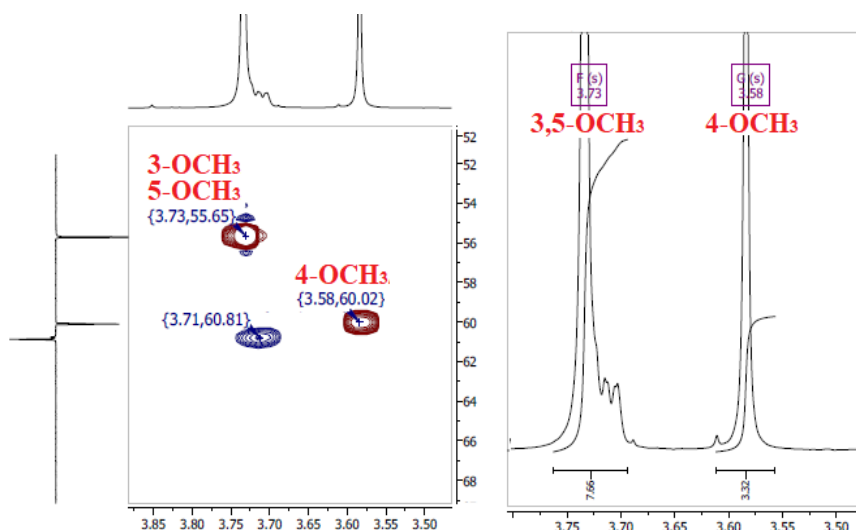 3-OCH₃
5-OCH₃
{3.73,55.65}
4-OCH₃
{3.58,60.02}
{3.71,60.81}
52
52
54
56
58
60
62
64
66
68
3.85 3.80 3.75 3.70 3.65 3.60 3.55 3.50
F (s)
3.73
G (s)
3.58
3,5-OCH₃
4-OCH₃
7.66
3.32
3.75 3.70 3.65 3.60 3.55 3.50